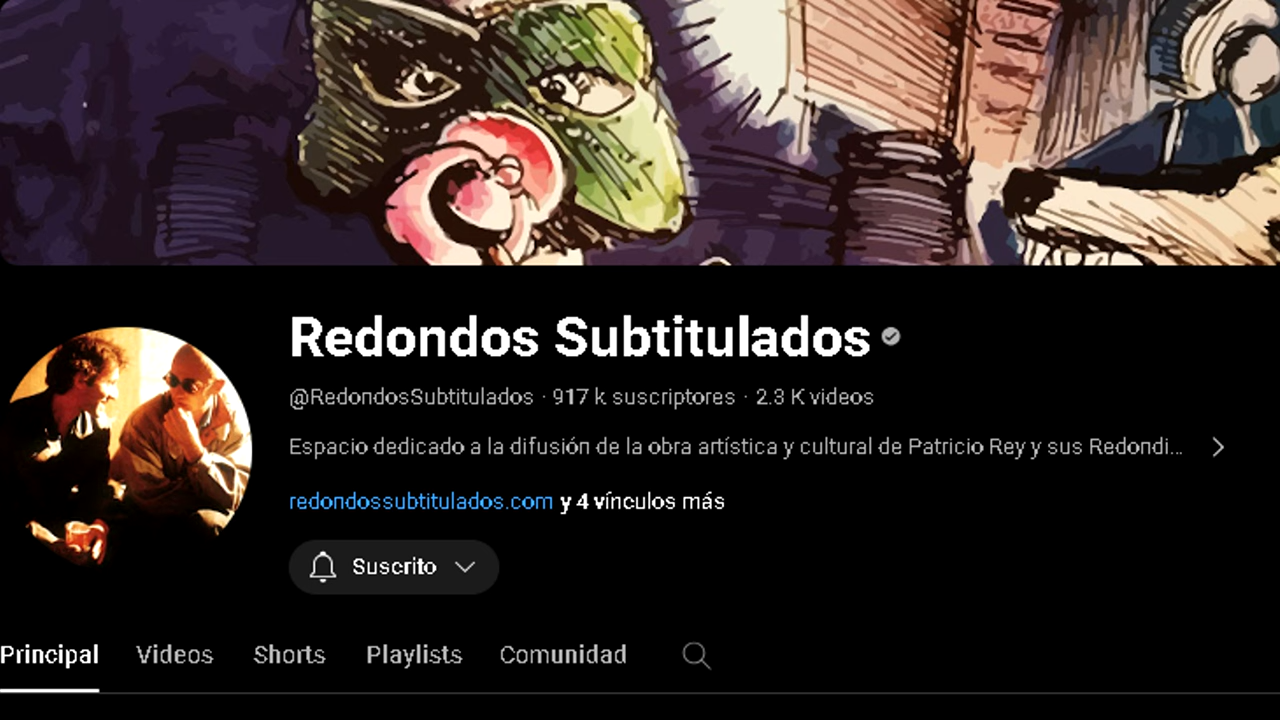 Redondos Subtitulados
@RedondosSubtitulados · 917 k suscriptores · 2.3 K videos
Espacio dedicado a la difusión de la obra artística y cultural de Patricio Rey y sus Redondi...
redondossubtitulados.com y 4 vínculos más
Suscrito
Principal Videos Shorts Playlists Comunidad